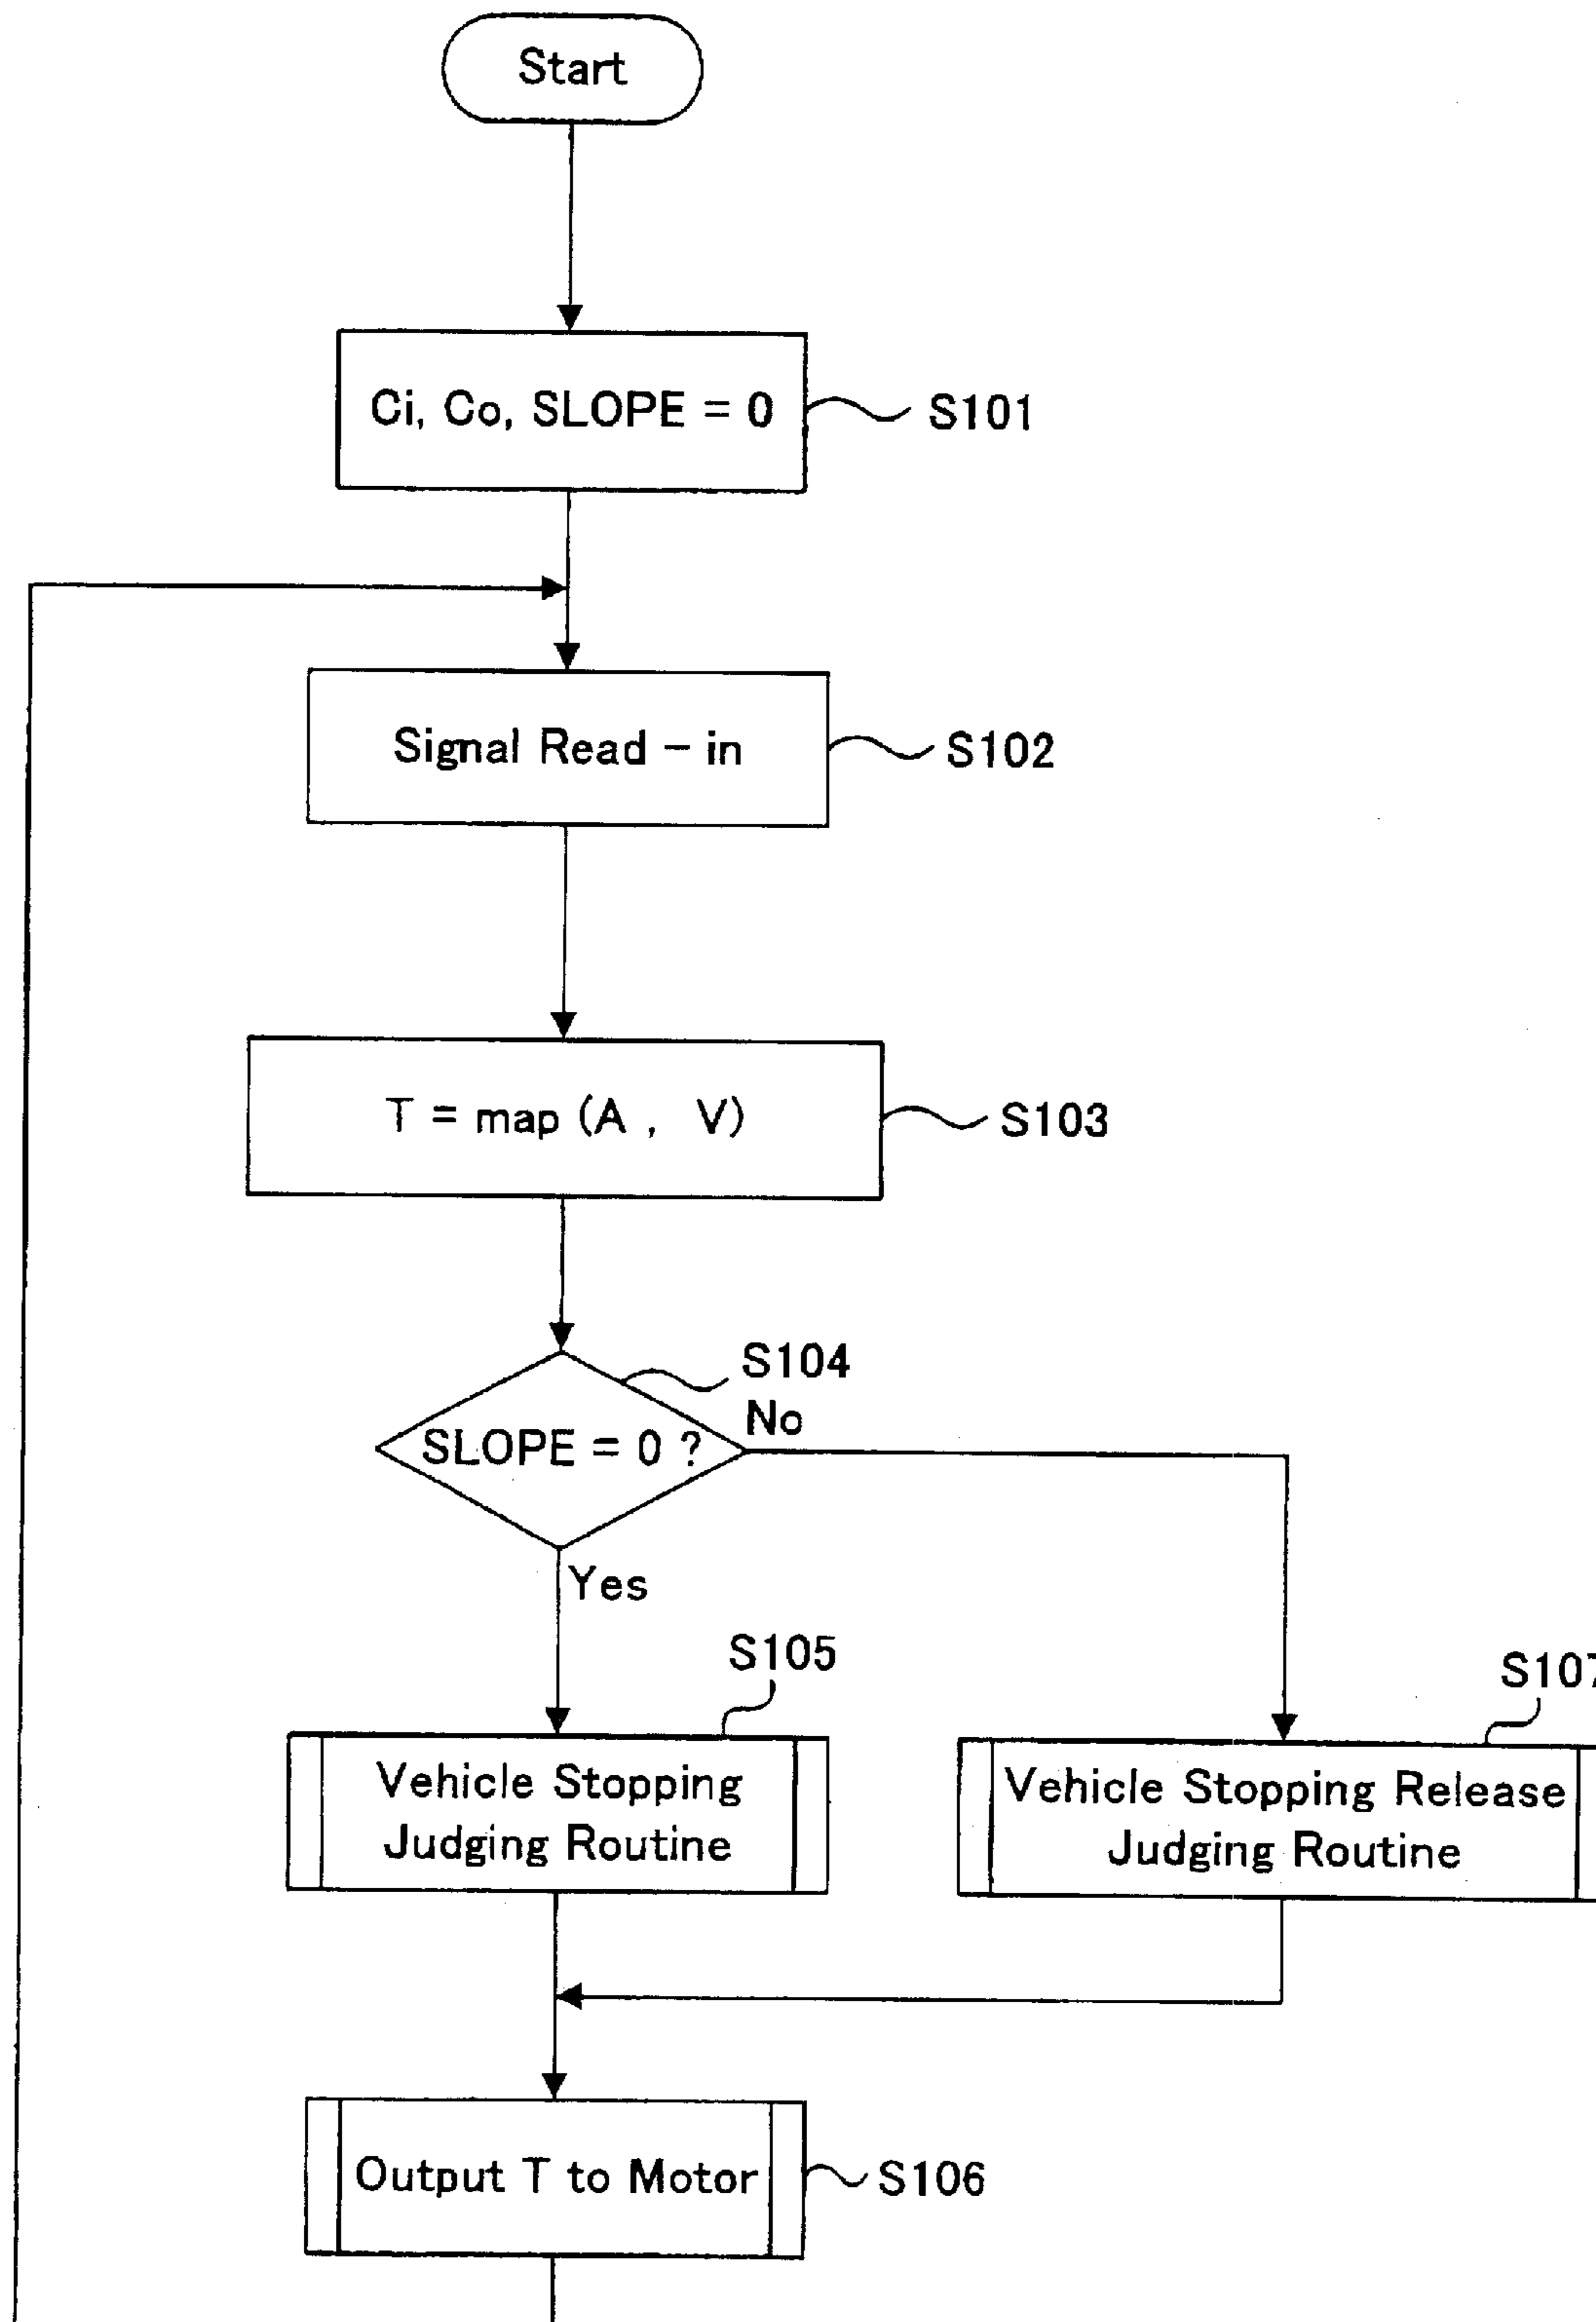 Start
Ci, Co, SLOPE = 0
S101
Signal Read - in
S102
T = map (A , V)
S103
S104
No
SLOPE = 0 ?
Yes
S105
S107
Vehicle Stopping
Judging Routine
Vehicle Stopping Release
Judging Routine
Output T to Motor
S106